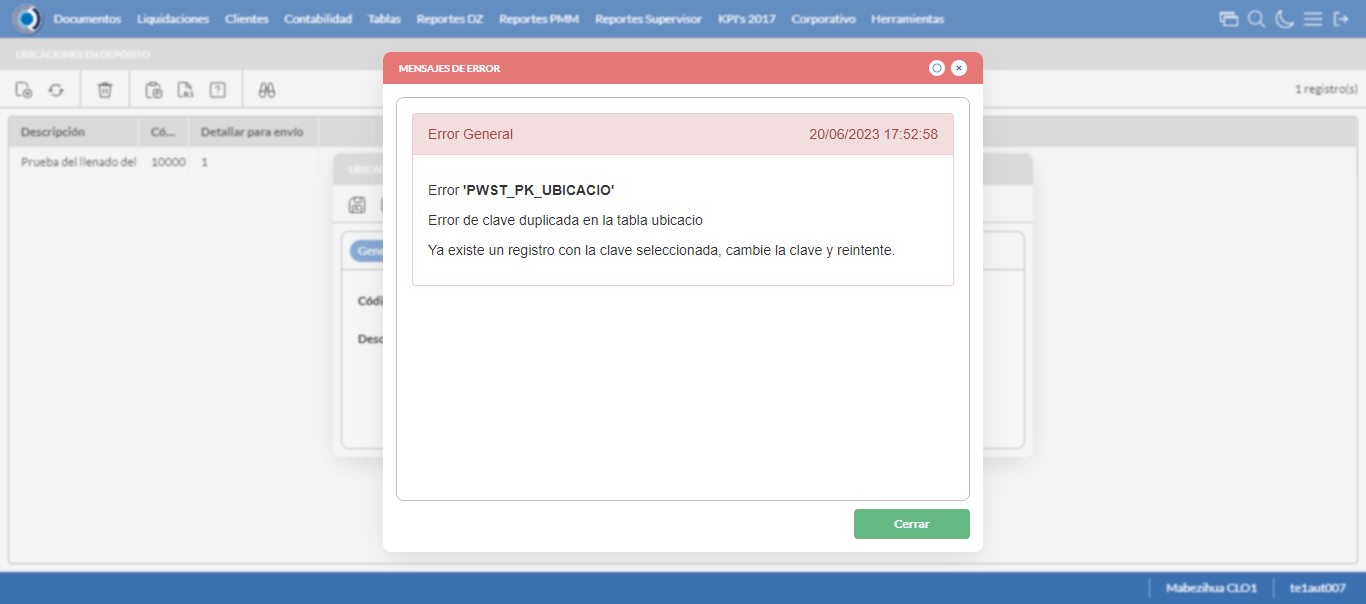 Documentos Liquidaciones Clientes Contabilidad Tablas Reportes DZ Reportes PMM Reportes Supervisor KPI's 2017 Corporativo Herramientas
UBICACIONES EN DEPÓSITO
MENSAJES DE ERROR
1 registro(s)
Descripción Có... Detallar para envío
Prueba del llenado del 10000 1
Error General 20/06/2023 17:52:58
Error 'PWST_PK_UBICACIO'
Error de clave duplicada en la tabla ubicacio
Ya existe un registro con la clave seleccionada, cambie la clave y reintente.
UBICA
Gene
Códi
Desc
Cerrar
Mabezihua CLO1 te1aut007